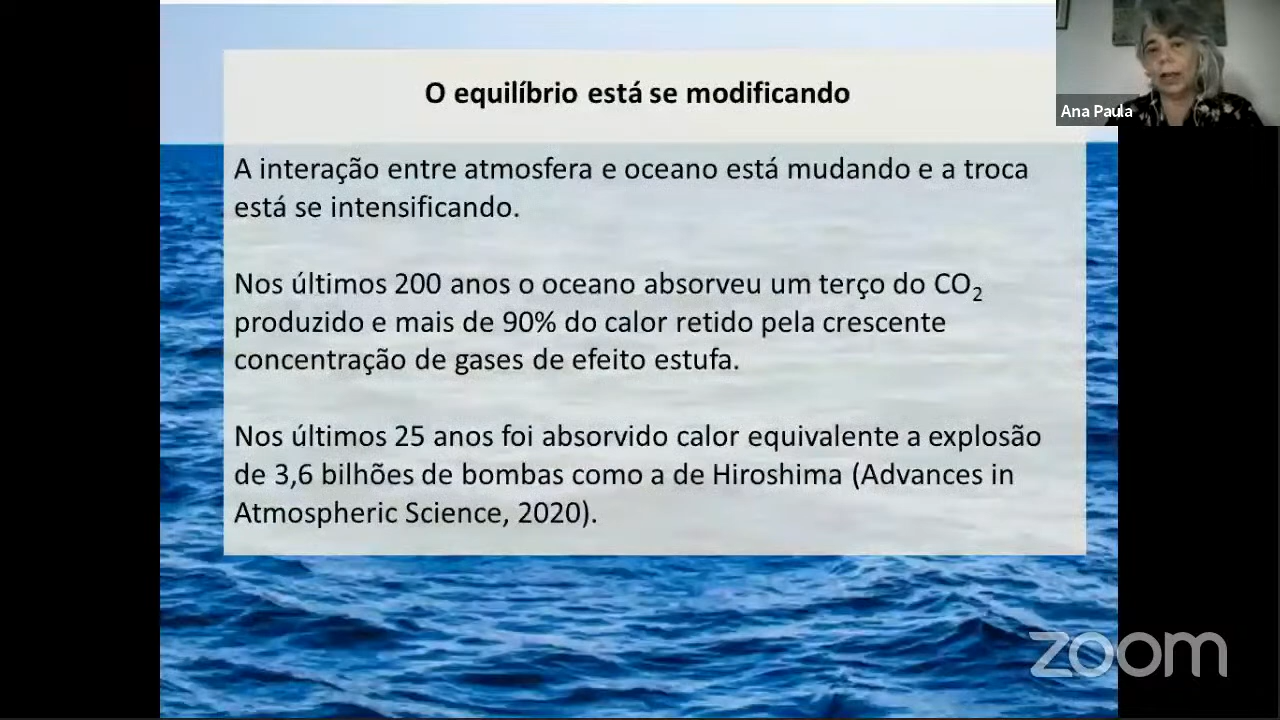 O equilíbrio está se modificando
Ana Paula
A interação entre atmosfera e oceano está mudando e a troca
está se intensificando.
Nos últimos 200 anos o oceano absorveu um terço do CO₂
produzido e mais de 90% do calor retido pela crescente
concentração de gases de efeito estufa.
Nos últimos 25 anos foi absorvido calor equivalente a explosão
de 3,6 bilhões de bombas como a de Hiroshima (Advances in
Atmospheric Science, 2020).
zoom